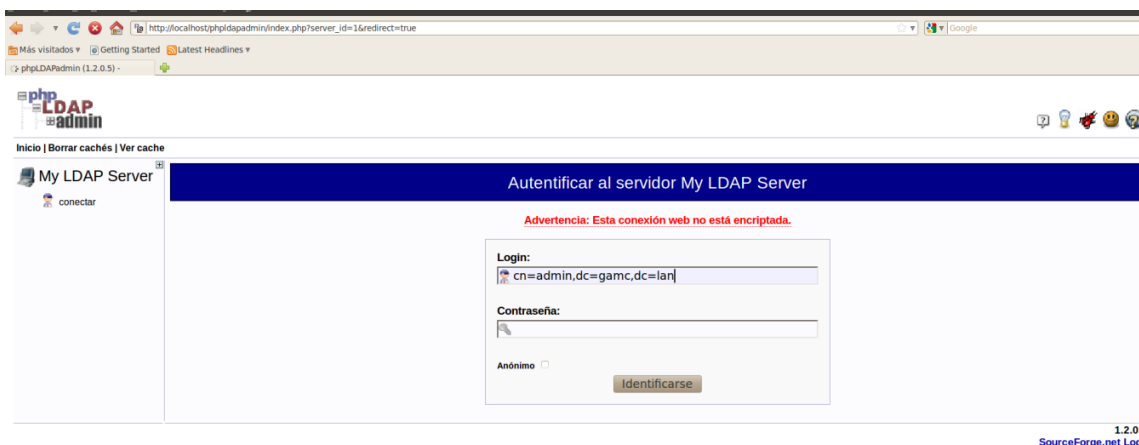 http://localhost/phpldapadmin/index.php?server_id=1&redirect=true
Google
Más visitados
Getting Started
Latest Headlines
phpLDAPadmin (1.2.0.5) -
php
LDAP
admin
Inicio | Borrar cachés | Ver cache
My LDAP Server
conectar
Autentificar al servidor My LDAP Server
Advertencia: Esta conexión web no está encriptada.
Login:
cn=admin,dc=gamc,dc=lan
Contraseña:
Anónimo
Identificarse
1.2.0
SourceForge.net